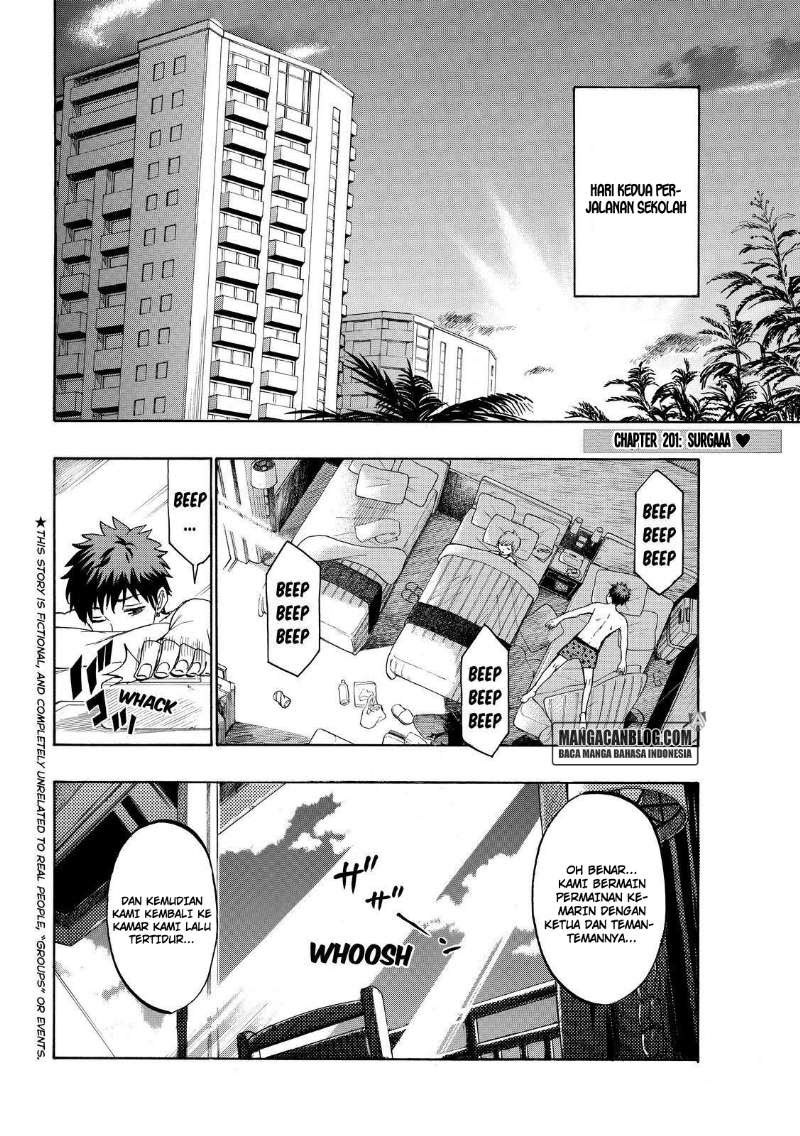 HARI KEDUA PER-
JALANAN SEKOLAH
CHAPTER 201: SURGAAA ♥
BEEP
BEEP
BEEP
BEEP
BEEP
BEEP
BEEP
BEEP
BEEP
BEEP
...
WHACK
ゴッ
MANGACANBLOG.COM
BACA MANGA BAHASA INDONESIA
OH BENAR...
KAMI BERMAIN
PERMAINAN KE-
MARIN DENGAN
KETUA DAN TEMAN-
TEMANNYA...
WHOOSH
DAN KEMUDIAN
KAMI KEMBALI KE
KAMAR KAMI LALU
TERTIDUR...
★THIS STORY IS FICTIONAL, AND COMPLETELY UNRELATED TO REAL PEOPLE, "GROUPS" OR EVENTS.